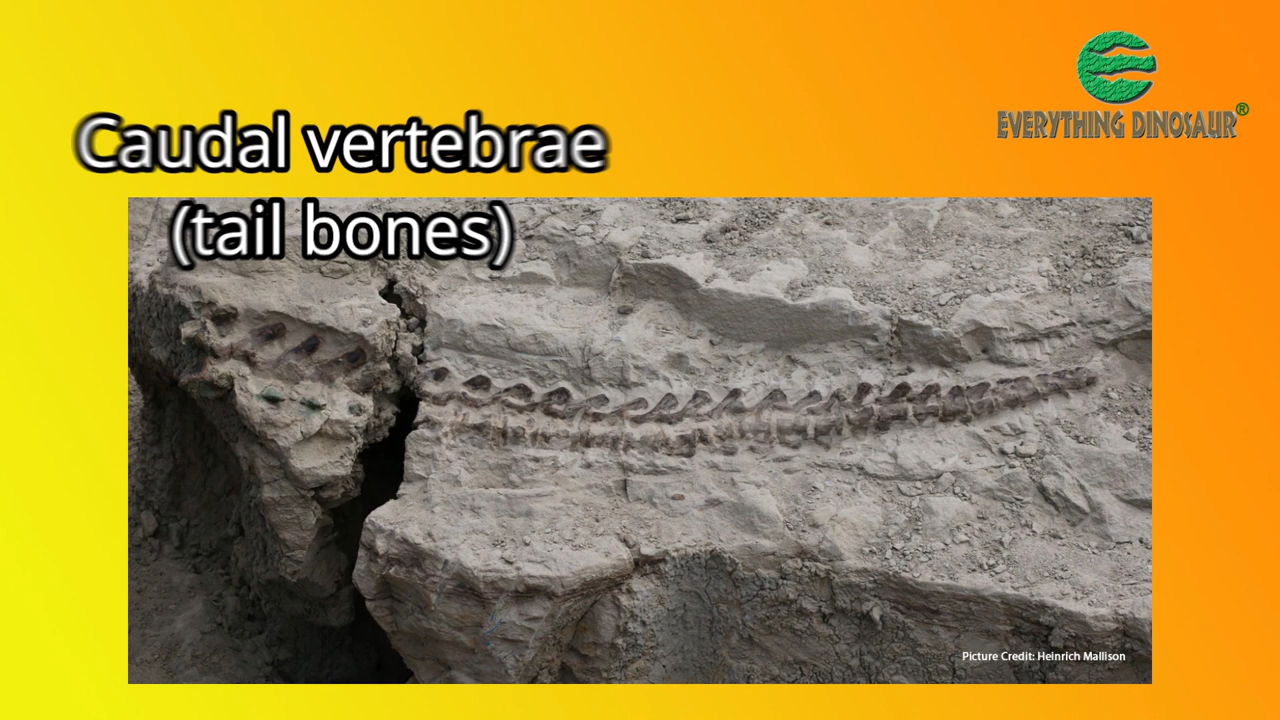 Caudal vertebrae
(tail bones)
EVERYTHING DINOSAUR®
Picture Credit: Heinrich Mallison